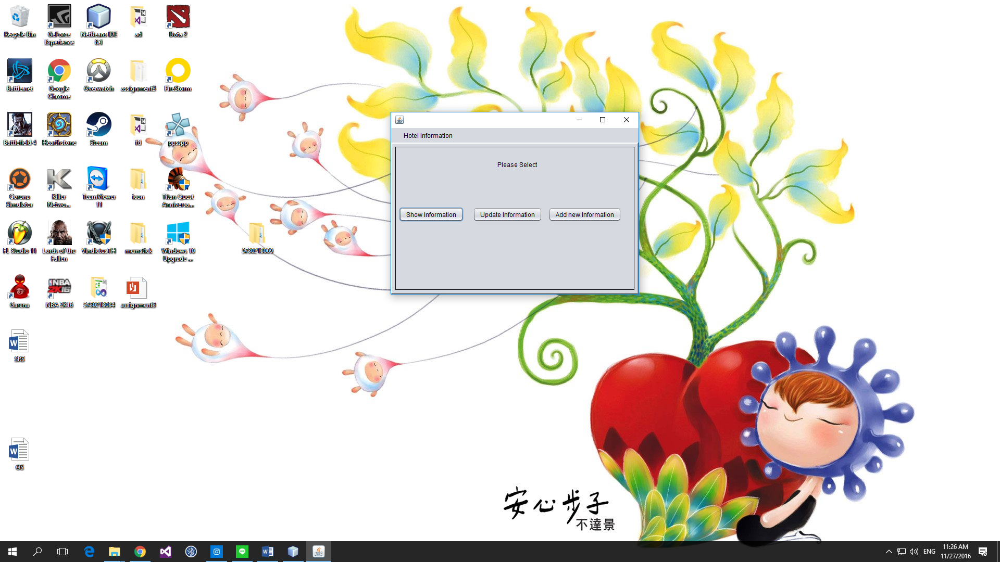 Recycle Bin
GeForce
Experience
NetBeans IDE
8.1
ad
Dota 2
Battle.net
Google
Chrome
Overwatch
assignment3
FireStorm
Battlefield 4
Hearthstone
Steam
fd
ppsspp
Corona
Simulator
Killer
Netwo...
TeamViewer
11
icon
Titan Quest
Anniversa...
FL Studio 11
Lords of the
Fallen
VindictusTH
memstick
Windows 10
Upgrade ...
5730213069
Garena
NBA 2K16
5730213034
assignment3
SRS
OS
Hotel Information
Please Select
Show Information
Update Information
Add new Information
安心步子
不達景
ENG
11:26 AM
11/27/2016